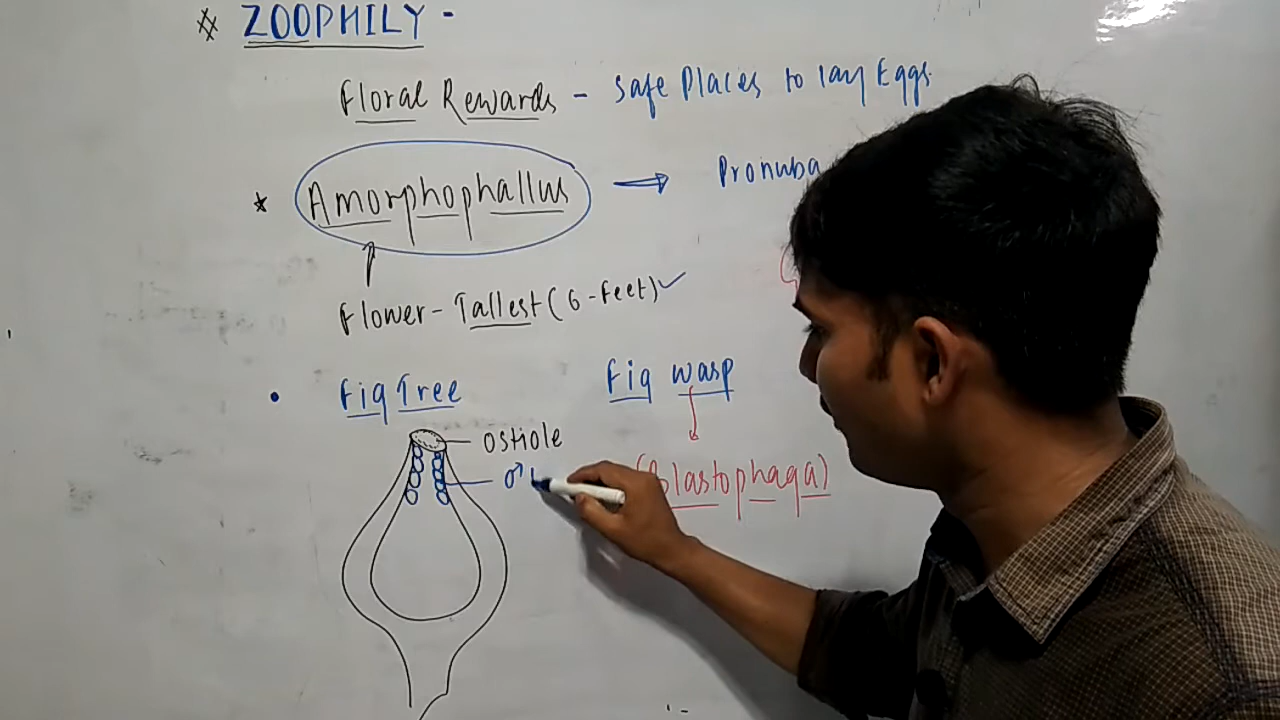 # ZOOPHILY -
Floral Rewards - Safe Places to lay Eggs.
* Amorphophallus → Pronuba
Flower - Tallest (6-feet) ✓
• Fig Tree Fig wasp
Ostiole
♂
(Blastophaga)